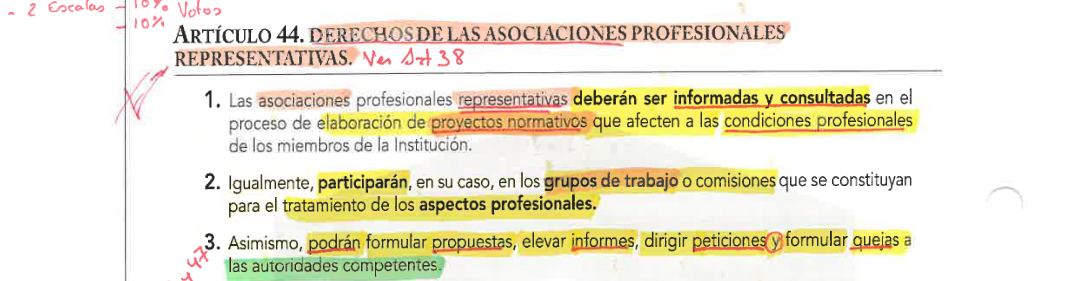 - 2 Escalas - 10%
- 10% Votos
ARTÍCULO 44. DERECHOS DE LAS ASOCIACIONES PROFESIONALES
REPRESENTATIVAS. Ver Art 38
1. Las asociaciones profesionales representativas deberán ser informadas y consultadas en el
proceso de elaboración de proyectos normativos que afecten a las condiciones profesionales
de los miembros de la Institución.
2. Igualmente, participarán, en su caso, en los grupos de trabajo o comisiones que se constituyan
para el tratamiento de los aspectos profesionales.
3. Asimismo, podrán formular propuestas, elevar informes, dirigir peticiones y formular quejas a
las autoridades competentes.
47